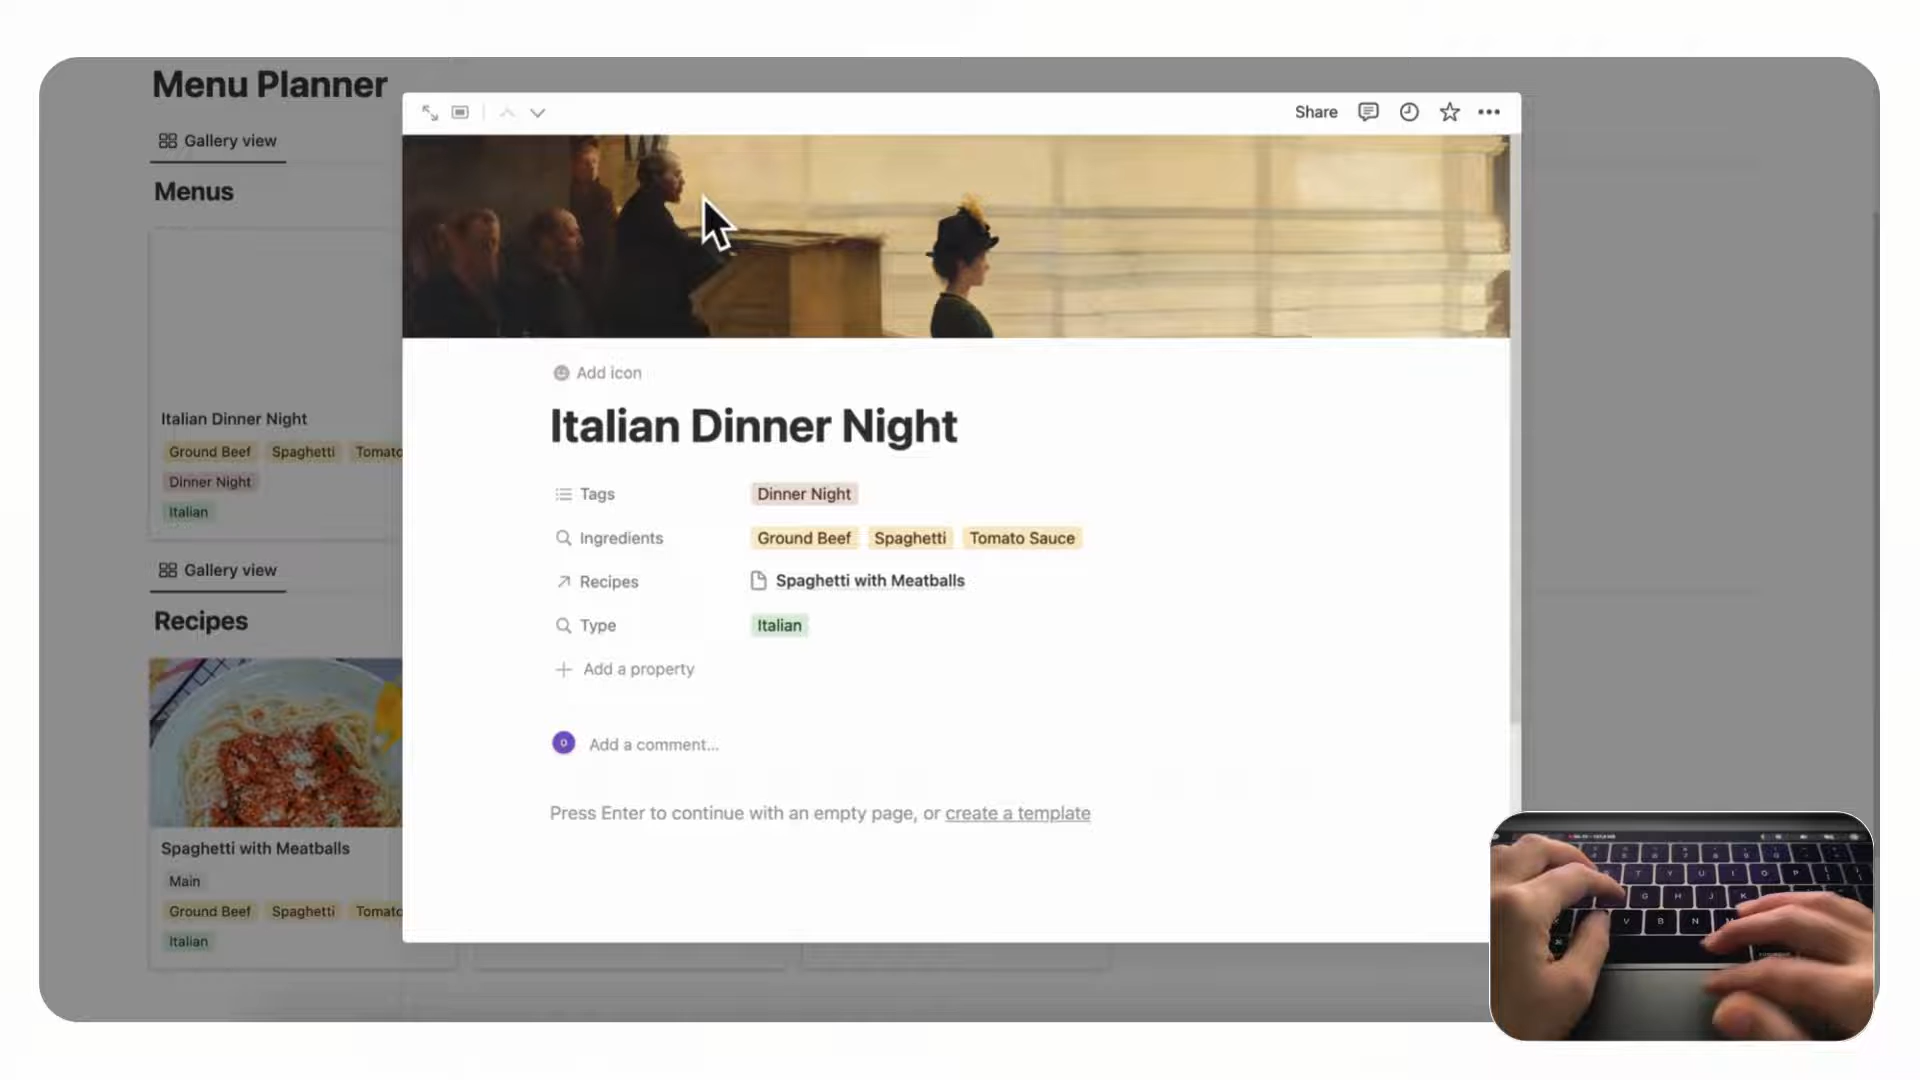 Menu Planner
Gallery view
Menus
Italian Dinner Night
Ground Beef Spaghetti Tomato
Dinner Night
Italian
Gallery view
Recipes
Spaghetti with Meatballs
Main
Ground Beef Spaghetti Tomato
Italian
Share
Add icon
Italian Dinner Night
Tags Dinner Night
Ingredients Ground Beef Spaghetti Tomato Sauce
Recipes Spaghetti with Meatballs
Type Italian
Add a property
Add a comment...
Press Enter to continue with an empty page, or create a template